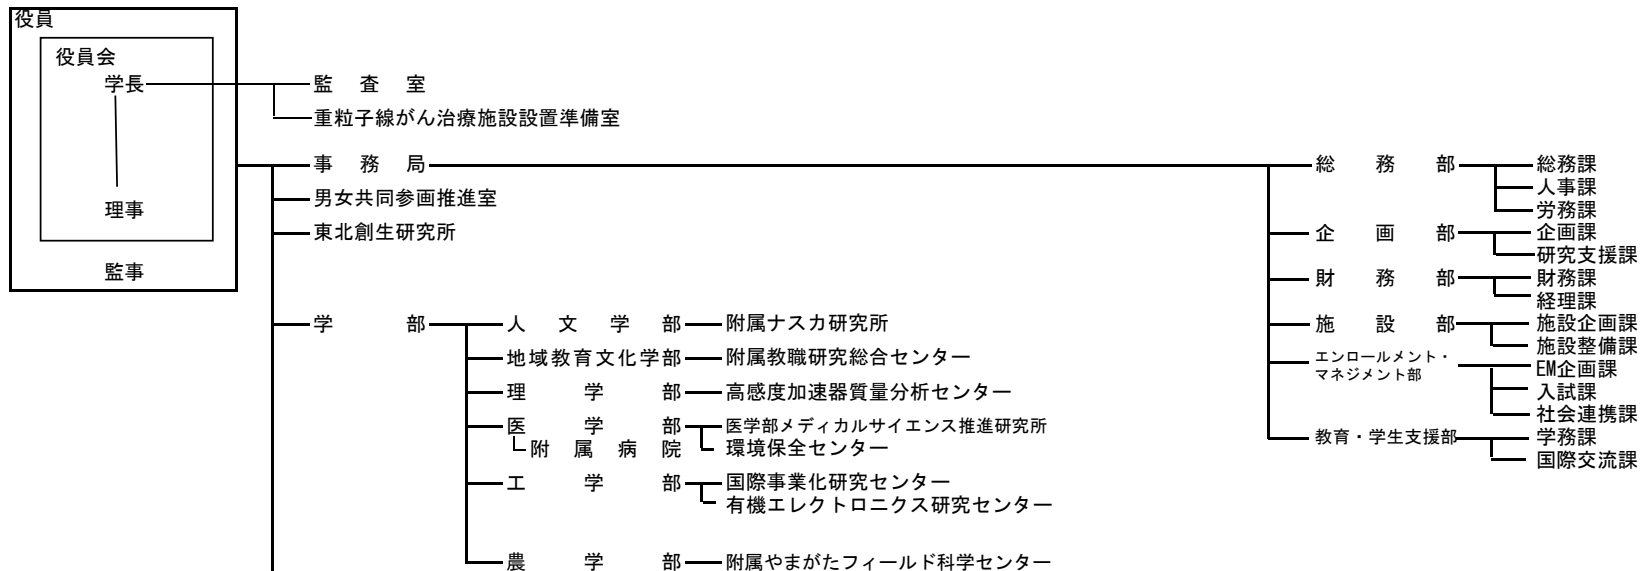 役員
役員会
学長
理事
監事
監査室
重粒子線がん治療施設設置準備室
事務局
男女共同参画推進室
東北創生研究所
学部
人文学部
附属ナスカ研究所
地域教育文化学部
附属教職研究総合センター
理学部
高感度加速器質量分析センター
医学部
医学部メディカルサイエンス推進研究所
附属病院
環境保全センター
工学部
国際事業化研究センター
有機エレクトロニクス研究センター
農学部
附属やまがたフィールド科学センター
総務部
総務課
人事課
労務課
企画部
企画課
研究支援課
財務部
財務課
経理課
施設部
施設企画課
施設整備課
エンロールメント・
マネジメント部
EM企画課
入試課
社会連携課
教育・学生支援部
学務課
国際交流課